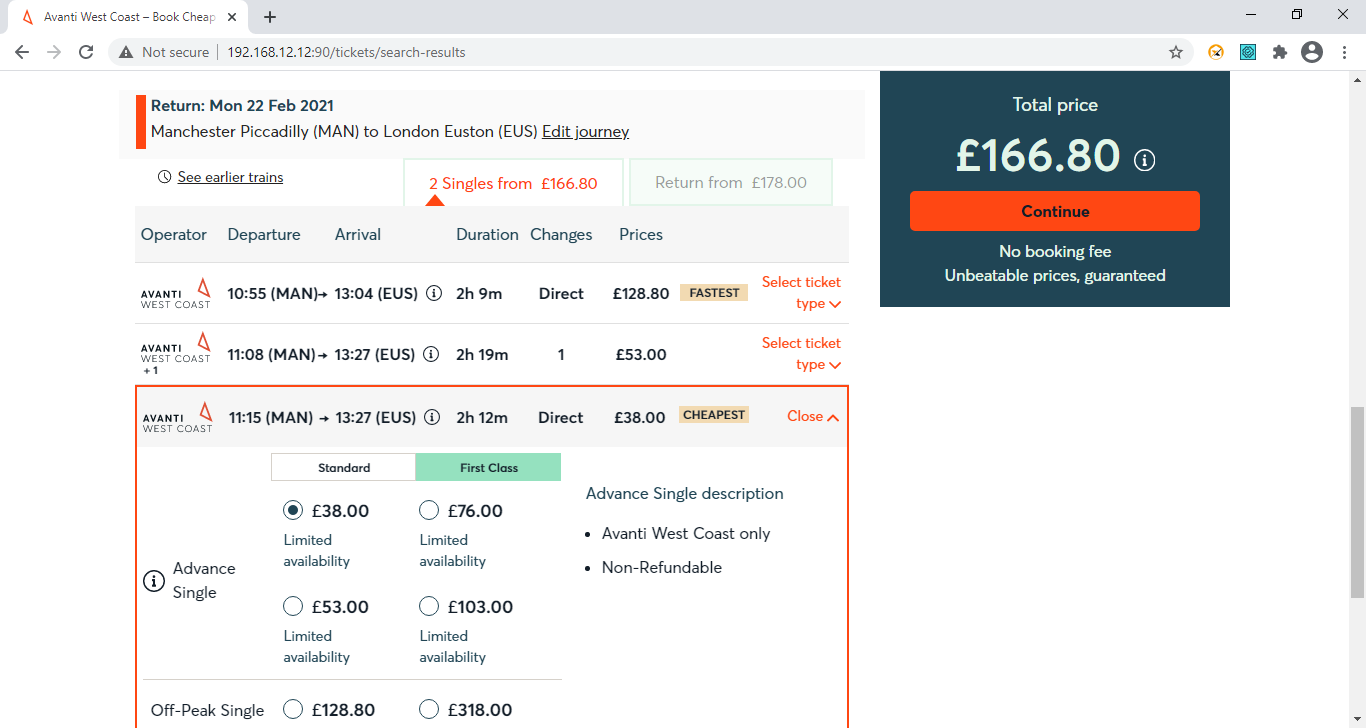 Avanti West Coast – Book Cheap
Not secure
192.168.12.12:90/tickets/search-results
Return: Mon 22 Feb 2021
Manchester Piccadilly (MAN) to London Euston (EUS) Edit journey
See earlier trains
2 Singles from £166.80
Return from £178.00
Operator Departure Arrival Duration Changes Prices
AVANTI
WEST COAST
10:55 (MAN)→ 13:04 (EUS) 2h 9m Direct £128.80 FASTEST
Select ticket
type
AVANTI
WEST COAST
+ 1
11:08 (MAN)→ 13:27 (EUS) 2h 19m 1 £53.00
Select ticket
type
AVANTI
WEST COAST
11:15 (MAN) → 13:27 (EUS) 2h 12m Direct £38.00 CHEAPEST
Close
Standard First Class
Advance
Single
£38.00
Limited
availability
£76.00
Limited
availability
£53.00
Limited
availability
£103.00
Limited
availability
Advance Single description
• Avanti West Coast only
• Non-Refundable
Off-Peak Single £128.80 £318.00
Total price
£166.80
Continue
No booking fee
Unbeatable prices, guaranteed